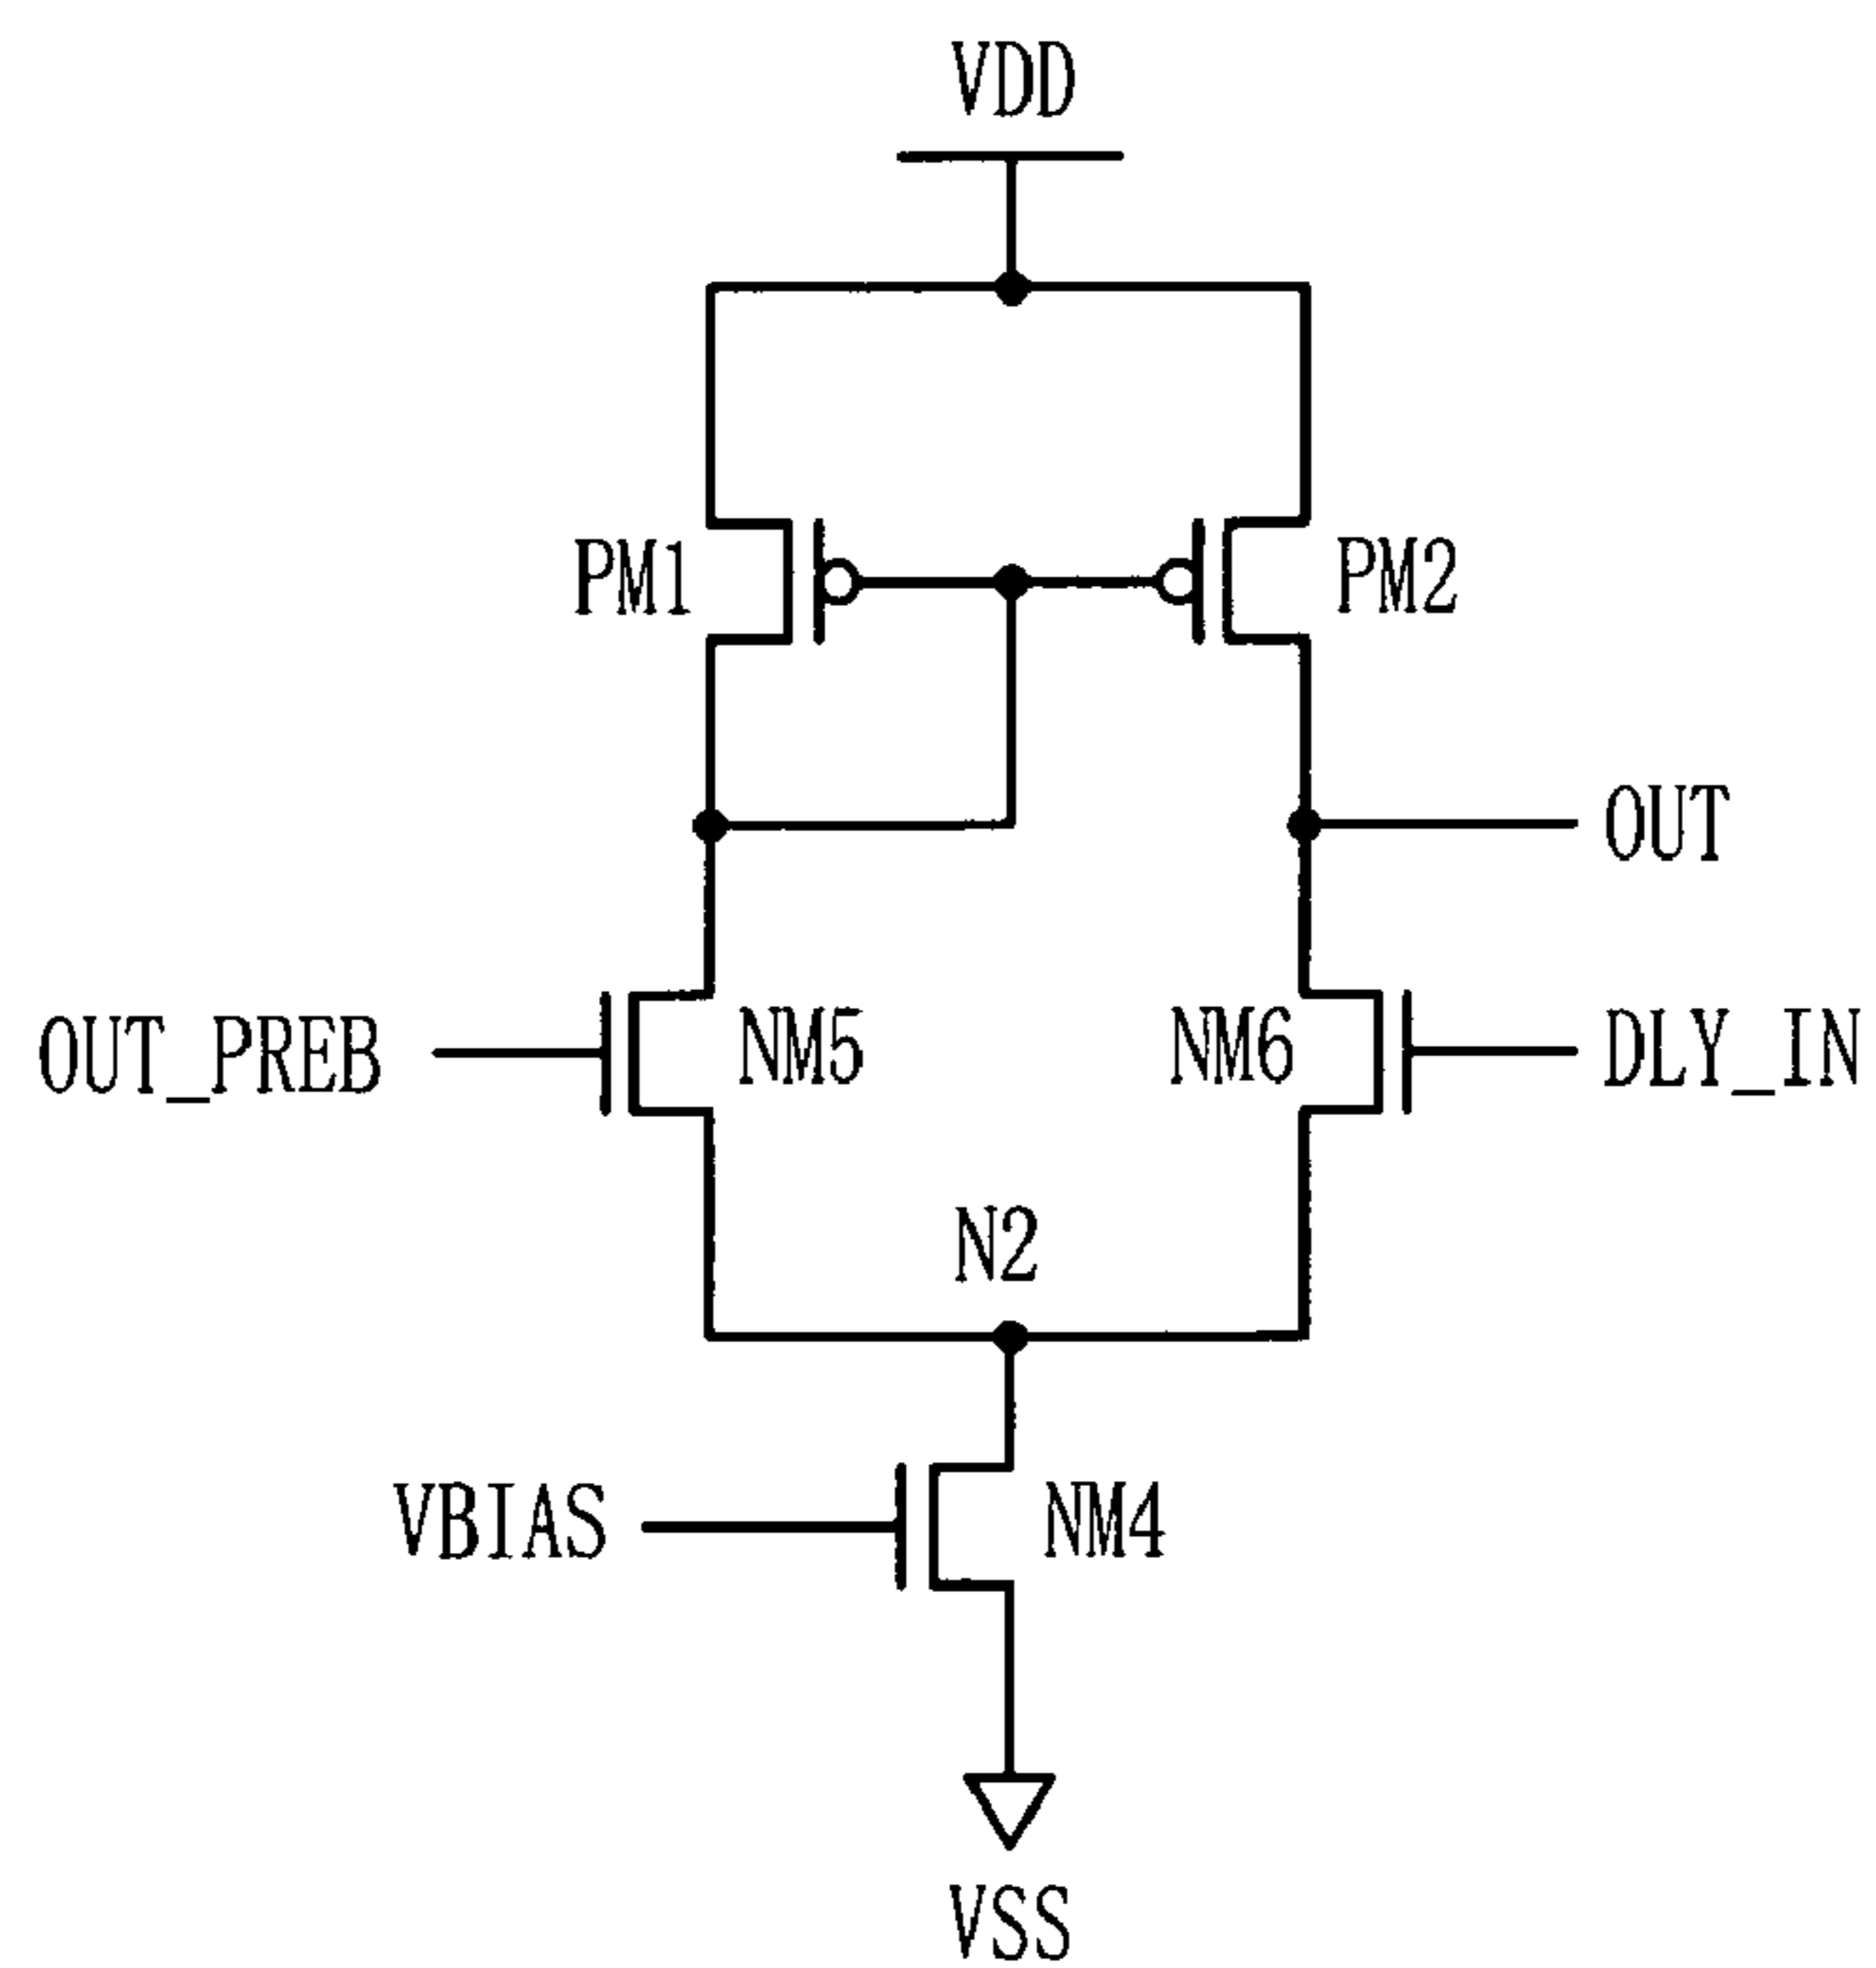 VDD
PM1
PM2
OUT
OUT_PREB
NM5
NM6
DLY_IN
N2
VBIAS
NM4
VSS